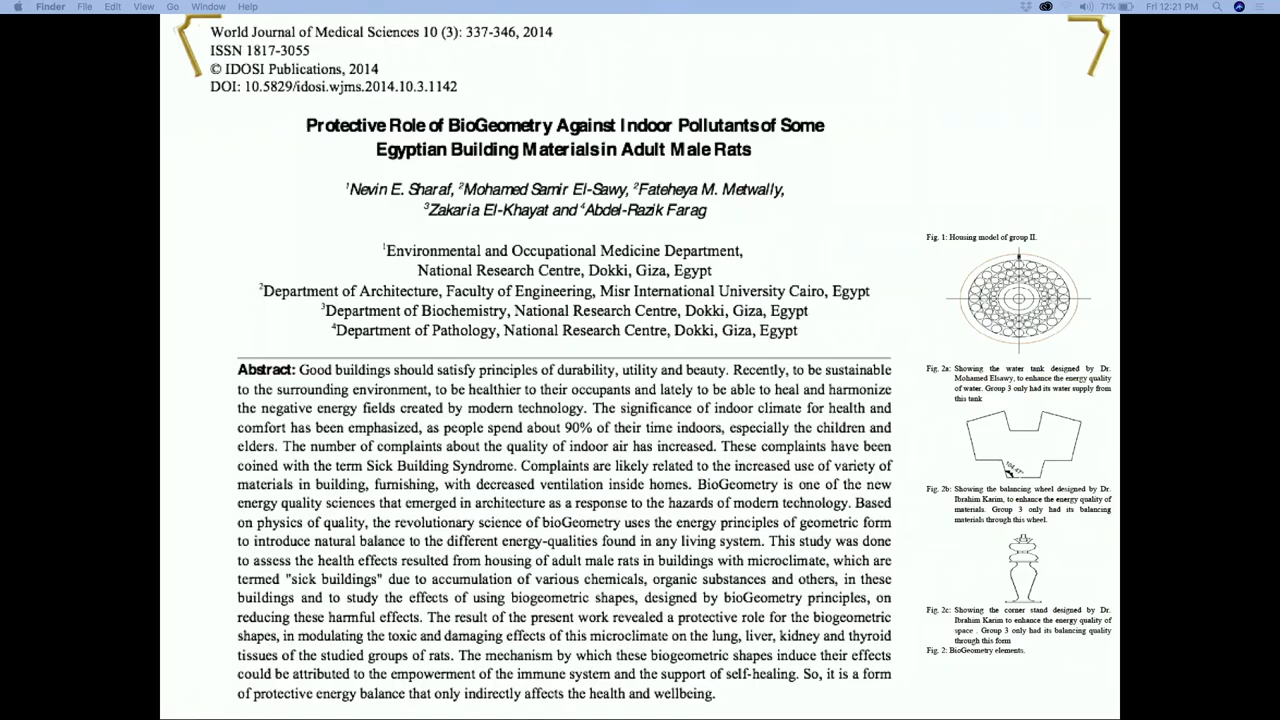 Finder File Edit View Go Window Help 71% Fri 12:21 PM
World Journal of Medical Sciences 10 (3): 337-346, 2014
ISSN 1817-3055
© IDOSI Publications, 2014
DOI: 10.5829/idosi.wjms.2014.10.3.1142
Protective Role of BioGeometry Against Indoor Pollutants of Some
Egyptian Building Materials in Adult Male Rats
1Nevin E. Sharaf, 2Mohamed Samir El-Sawy, 2Fateheya M. Metwally,
3Zakaria El-Khayat and 4Abdel-Razik Farag
1Environmental and Occupational Medicine Department,
National Research Centre, Dokki, Giza, Egypt
2Department of Architecture, Faculty of Engineering, Misr International University Cairo, Egypt
3Department of Biochemistry, National Research Centre, Dokki, Giza, Egypt
4Department of Pathology, National Research Centre, Dokki, Giza, Egypt
Abstract: Good buildings should satisfy principles of durability, utility and beauty. Recently, to be sustainable
to the surrounding environment, to be healthier to their occupants and lately to be able to heal and harmonize
the negative energy fields created by modern technology. The significance of indoor climate for health and
comfort has been emphasized, as people spend about 90% of their time indoors, especially the children and
elders. The number of complaints about the quality of indoor air has increased. These complaints have been
coined with the term Sick Building Syndrome. Complaints are likely related to the increased use of variety of
materials in building, furnishing, with decreased ventilation inside homes. BioGeometry is one of the new
energy quality sciences that emerged in architecture as a response to the hazards of modern technology. Based
on physics of quality, the revolutionary science of bioGeometry uses the energy principles of geometric form
to introduce natural balance to the different energy-qualities found in any living system. This study was done
to assess the health effects resulted from housing of adult male rats in buildings with microclimate, which are
termed "sick buildings" due to accumulation of various chemicals, organic substances and others, in these
buildings and to study the effects of using biogeometric shapes, designed by bioGeometry principles, on
reducing these harmful effects. The result of the present work revealed a protective role for the biogeometric
shapes, in modulating the toxic and damaging effects of this microclimate on the lung, liver, kidney and thyroid
tissues of the studied groups of rats. The mechanism by which these biogeometric shapes induce their effects
could be attributed to the empowerment of the immune system and the support of self-healing. So, it is a form
of protective energy balance that only indirectly affects the health and wellbeing.
Fig. 1: Housing model of group II.
Fig. 2a: Showing the water tank designed by Dr.
Mohamed Elsawy, to enhance the energy quality
of water. Group 3 only had its water supply from
this tank
104.47°
Fig. 2b: Showing the balancing wheel designed by Dr.
Ibrahim Karim, to enhance the energy quality of
materials. Group 3 only had its balancing
materials through this wheel.
Fig. 2c: Showing the corner stand designed by Dr.
Ibrahim Karim to enhance the energy quality of
space . Group 3 only had its balancing quality
through this form
Fig. 2: BioGeometry elements.